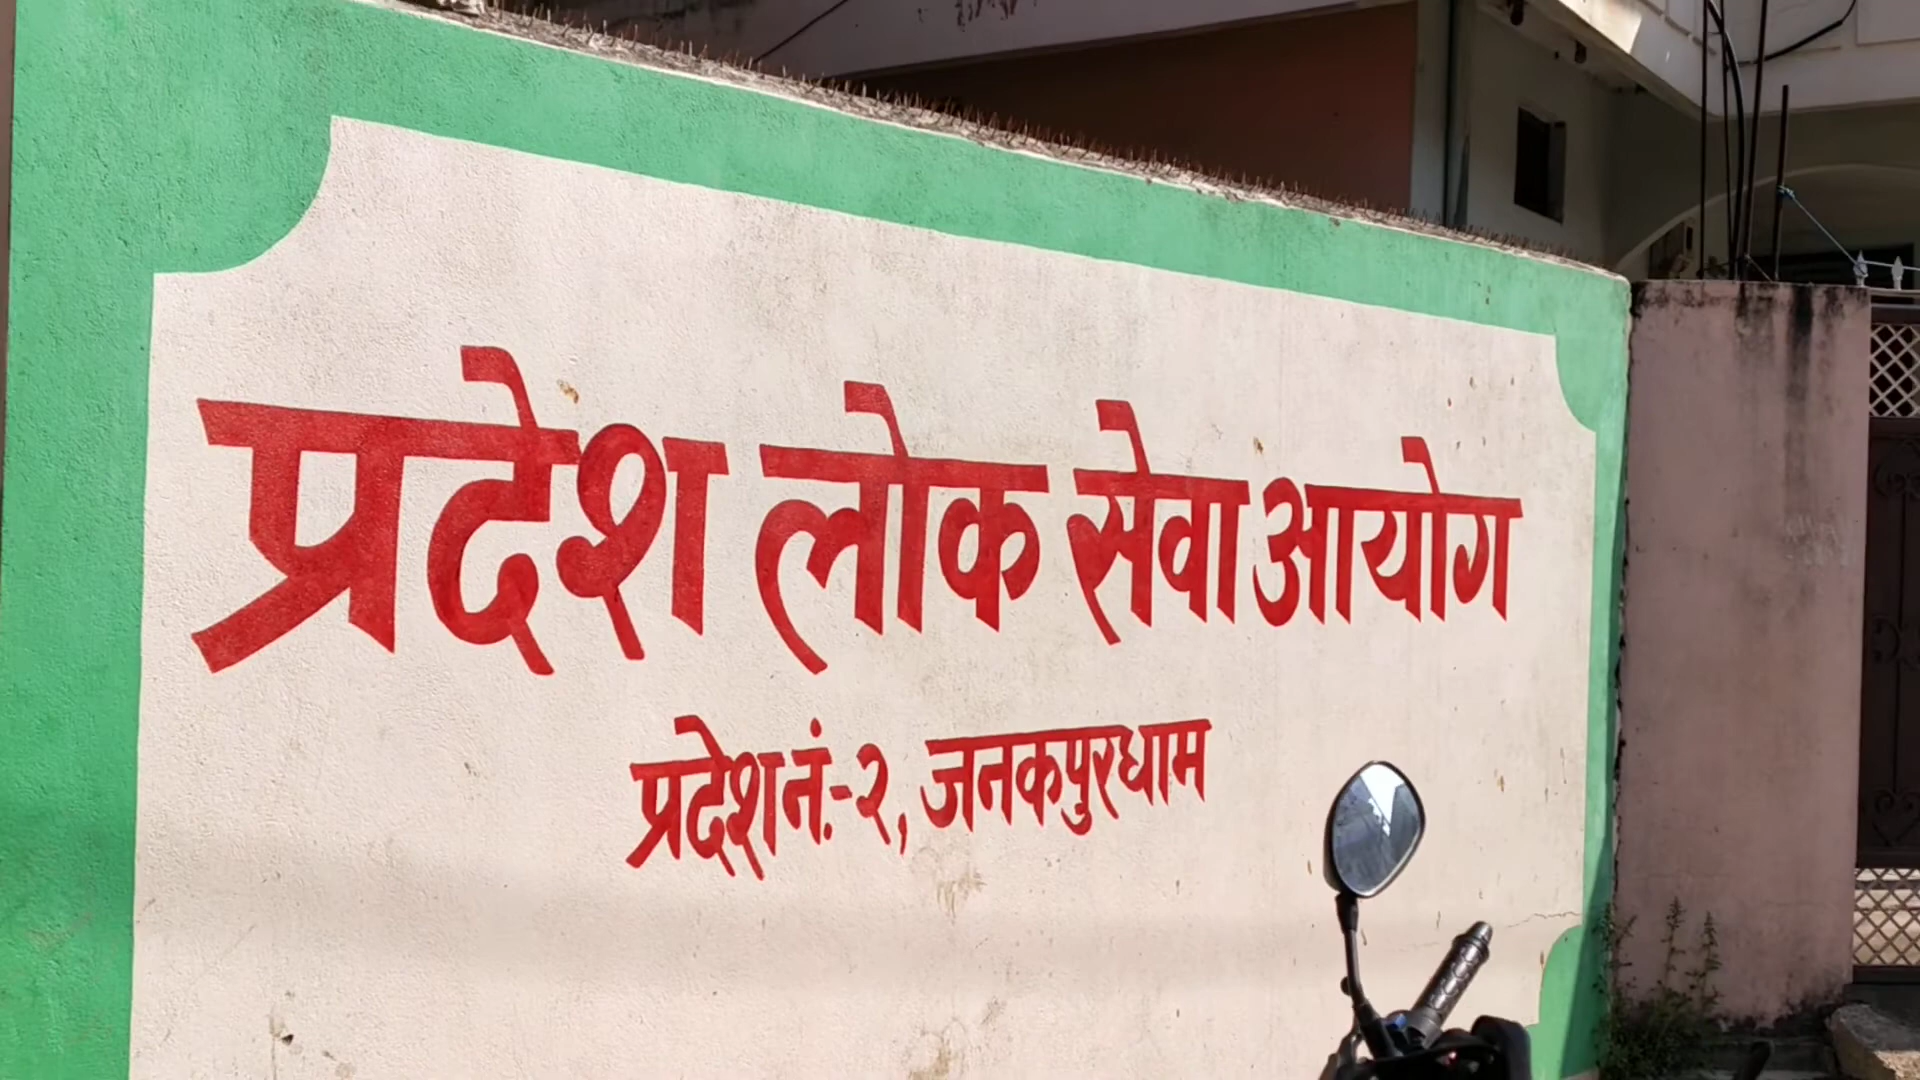 प्रदेश लोक सेवा आयोग
प्रदेश नं.-२, जनकपुरधाम